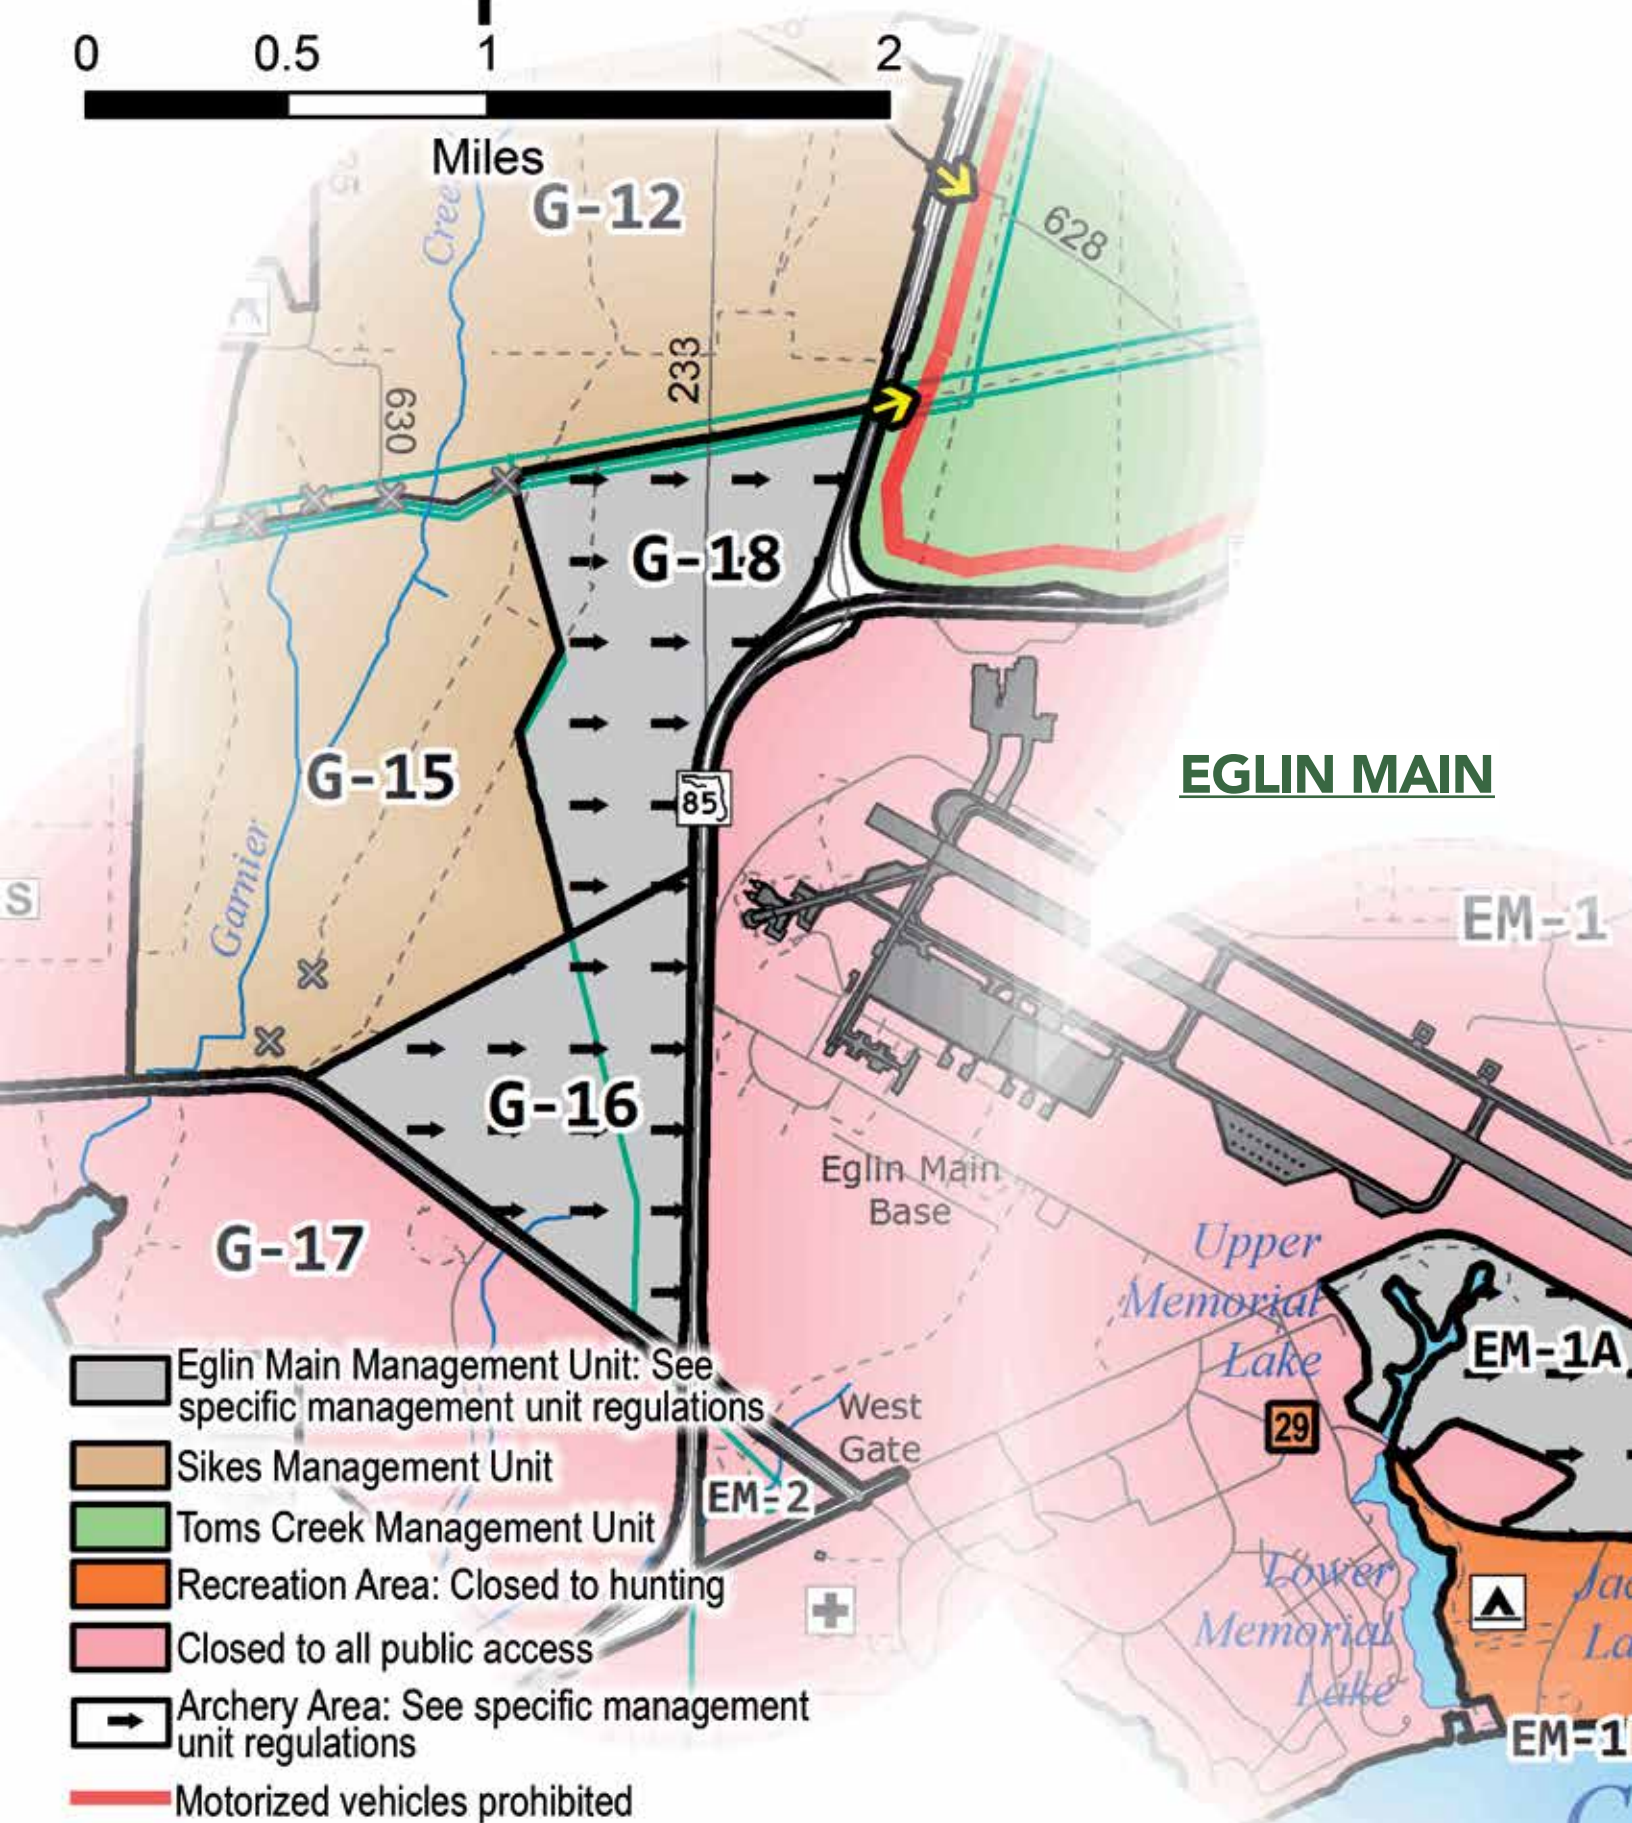 0 0.5 1 2
Miles
G-12
628
233
630
G-18
G-15
85
EGLIN MAIN
S
Garnier
EM-1
G-16
Eglin Main
Base
G-17
Upper
Memorial
Lake
EM-1A
Eglin Main Management Unit: See
specific management unit regulations
West
Gate
29
Sikes Management Unit
EM-2
Toms Creek Management Unit
Recreation Area: Closed to hunting
Lower
Memorial
Lake
Closed to all public access
Archery Area: See specific management
unit regulations
Motorized vehicles prohibited